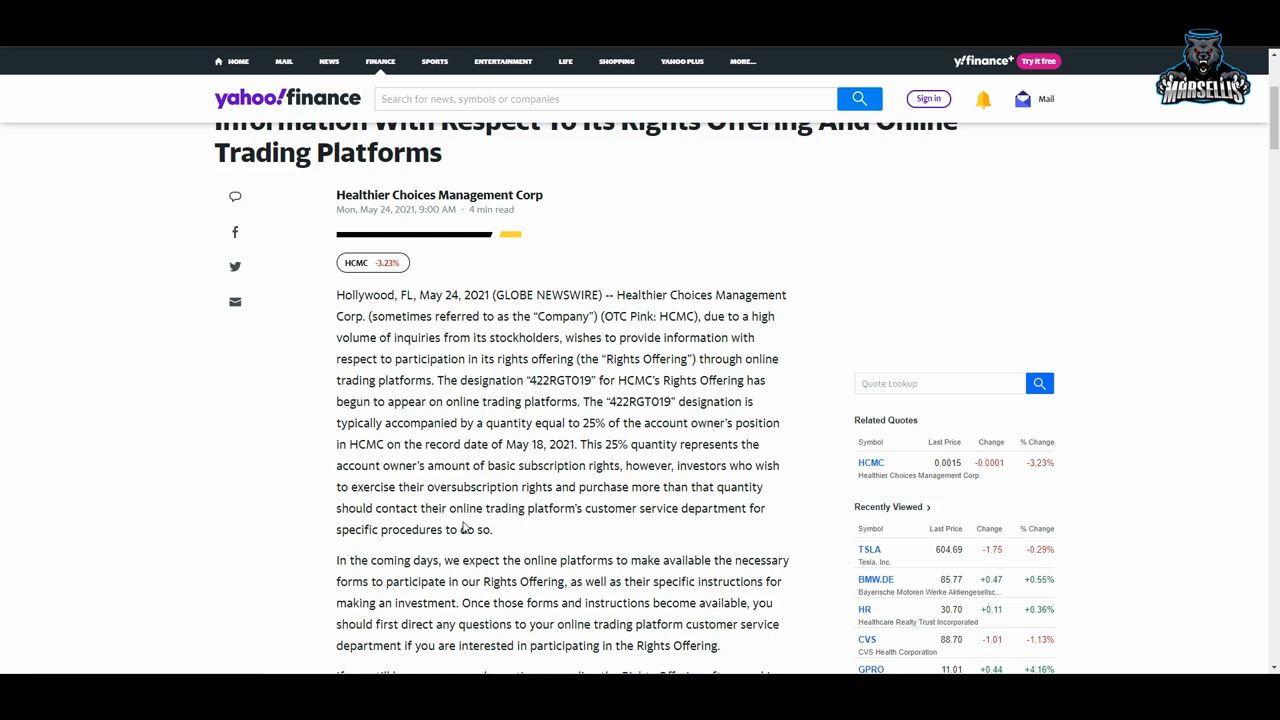 HOME MAIL NEWS FINANCE SPORTS ENTERTAINMENT LIFE SHOPPING YAHOO PLUS MORE... y!finance+ Try it free
MARSELLIS
yahoo!finance Search for news, symbols or companies Sign in Mail
Information With Respect To Its Rights Offering And Online
Trading Platforms
Healthier Choices Management Corp
Mon, May 24, 2021, 9:00 AM · 4 min read
HCMC -3.23%
Hollywood, FL, May 24, 2021 (GLOBE NEWSWIRE) -- Healthier Choices Management
Corp. (sometimes referred to as the “Company”) (OTC Pink: HCMC), due to a high
volume of inquiries from its stockholders, wishes to provide information with
respect to participation in its rights offering (the “Rights Offering”) through online
trading platforms. The designation “422RGT019” for HCMC’s Rights Offering has
begun to appear on online trading platforms. The “422RGT019” designation is
typically accompanied by a quantity equal to 25% of the account owner’s position
in HCMC on the record date of May 18, 2021. This 25% quantity represents the
account owner’s amount of basic subscription rights, however, investors who wish
to exercise their oversubscription rights and purchase more than that quantity
should contact their online trading platform’s customer service department for
specific procedures to do so.
In the coming days, we expect the online platforms to make available the necessary
forms to participate in our Rights Offering, as well as their specific instructions for
making an investment. Once those forms and instructions become available, you
should first direct any questions to your online trading platform customer service
department if you are interested in participating in the Rights Offering.
Quote Lookup
Related Quotes
Symbol Last Price Change % Change
HCMC 0.0015 -0.0001 -3.23%
Healthier Choices Management Corp.
Recently Viewed
Symbol Last Price Change % Change
TSLA 604.69 -1.75 -0.29%
Tesla, Inc.
BMW.DE 85.77 +0.47 +0.55%
Bayerische Motoren Werke Aktiengesellsc...
HR 30.70 +0.11 +0.36%
Healthcare Realty Trust Incorporated
CVS 88.70 -1.01 -1.13%
CVS Health Corporation
GPRO 11.01 +0.44 +4.16%